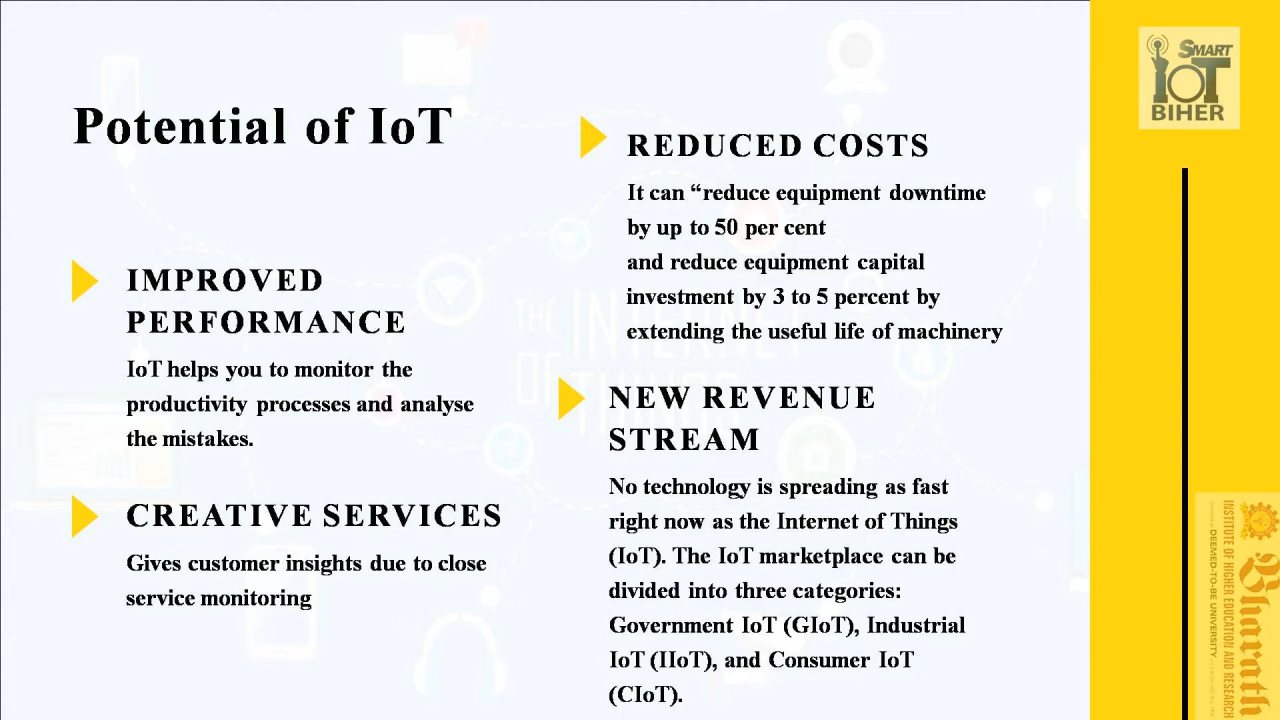 Potential of IoT
IMPROVED
PERFORMANCE
IoT helps you to monitor the
productivity processes and analyse
the mistakes.
CREATIVE SERVICES
Gives customer insights due to close
service monitoring
REDUCED COSTS
It can “reduce equipment downtime
by up to 50 per cent
and reduce equipment capital
investment by 3 to 5 percent by
extending the useful life of machinery
NEW REVENUE
STREAM
No technology is spreading as fast
right now as the Internet of Things
(IoT). The IoT marketplace can be
divided into three categories:
Government IoT (GIoT), Industrial
IoT (IIoT), and Consumer IoT
(CIoT).
THE INTERNET
OF THINGS
SMART
IOT
BIHER
Bharath
INSTITUTE OF HIGHER EDUCATION AND RESEARCH
DEEMED-TO-BE UNIVERSITY